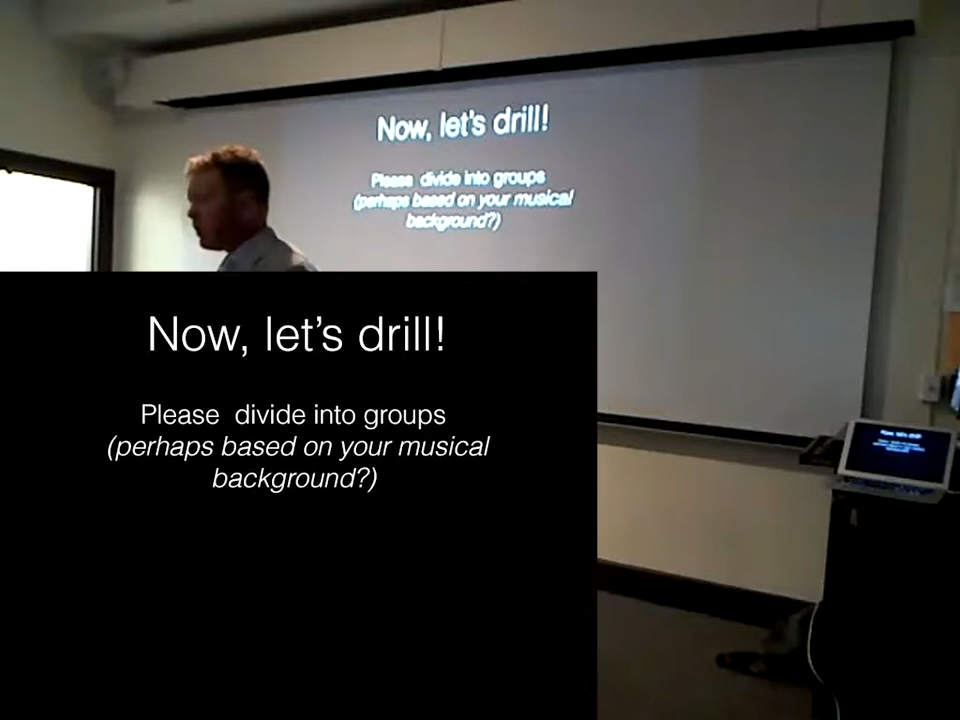 Now, let's drill!
Please divide into groups
(perhaps based on your musical
background?)
Now, let’s drill!
Please  divide into groups
(perhaps based on your musical
background?)